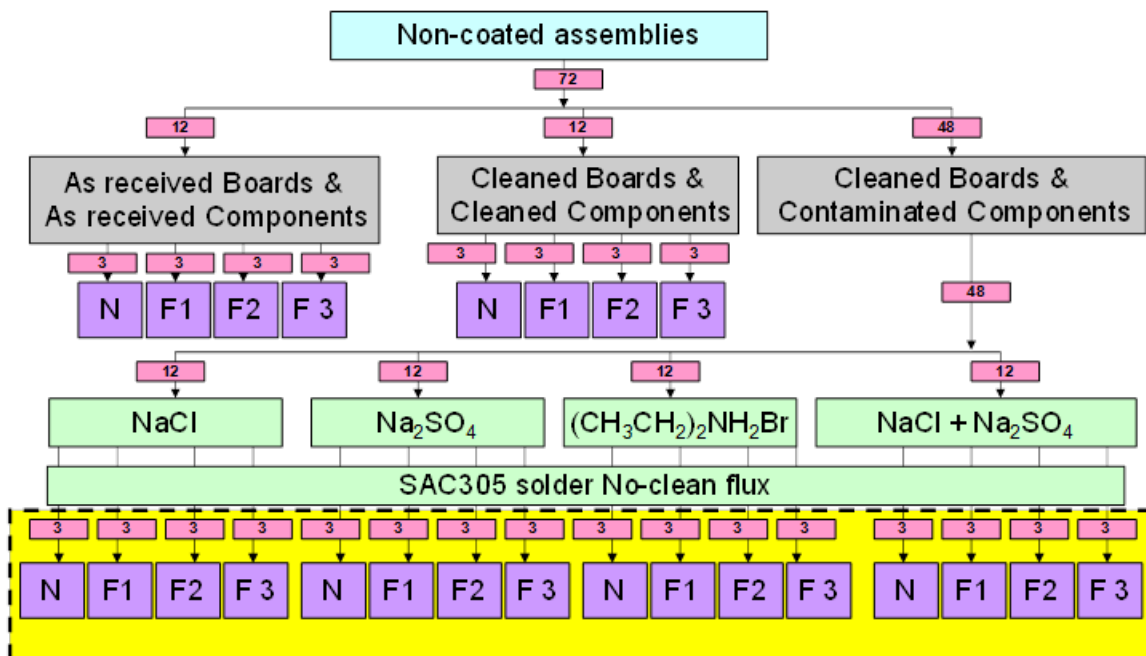 Non-coated assemblies
72
12 12 48
As received Boards &
As received Components
Cleaned Boards &
Cleaned Components
Cleaned Boards &
Contaminated Components
3 3 3 3 3 3 3 3
N F1 F2 F 3 N F1 F2 F 3
48
12 12 12 12
NaCl
Na₂SO₄
(CH₃CH₂)₂NH₂Br
NaCl + Na₂SO₄
SAC305 solder No-clean flux
3 3 3 3 3 3 3 3 3 3 3 3 3 3 3 3
N F1 F2 F 3 N F1 F2 F 3 N F1 F2 F 3 N F1 F2 F 3